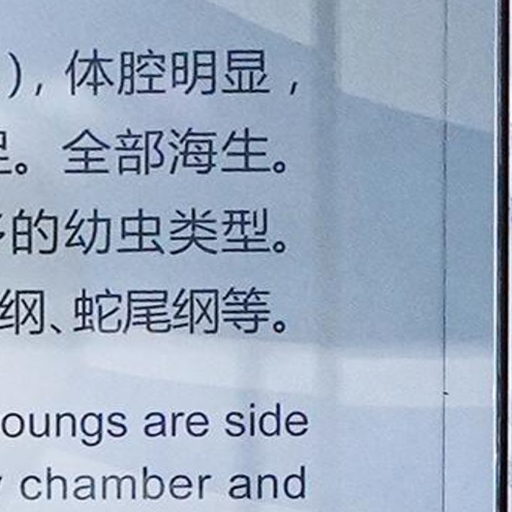 ), 体腔明显,
。全部海生。
的幼虫类型。
纲、蛇尾纲等。
oungs are side
chamber and